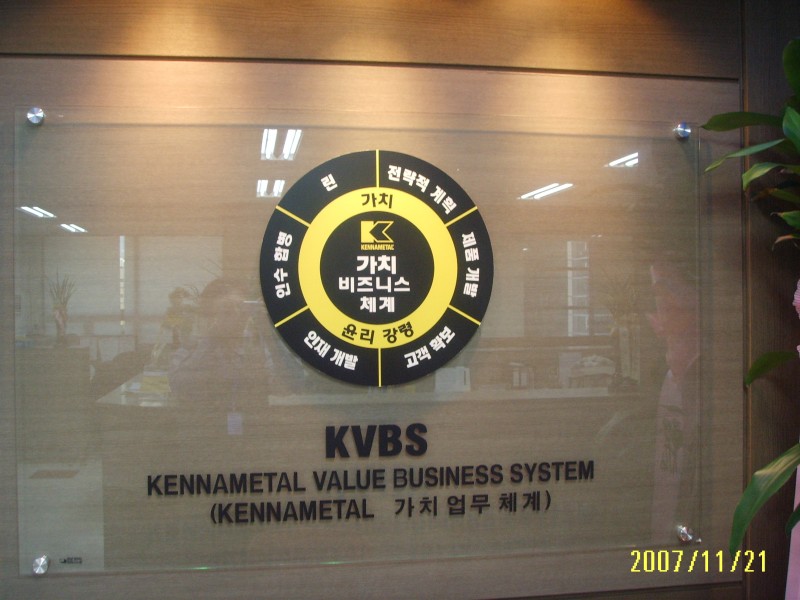 린
전략적 계획
제품 개발
고객 확보
인재 개발
인수 합병
가치
KENNAMETAL
가치
비즈니스
체계
윤리 강령
KVBS
KENNAMETAL VALUE BUSINESS SYSTEM
(KENNAMETAL 가치 업무 체계)
2007/11/21